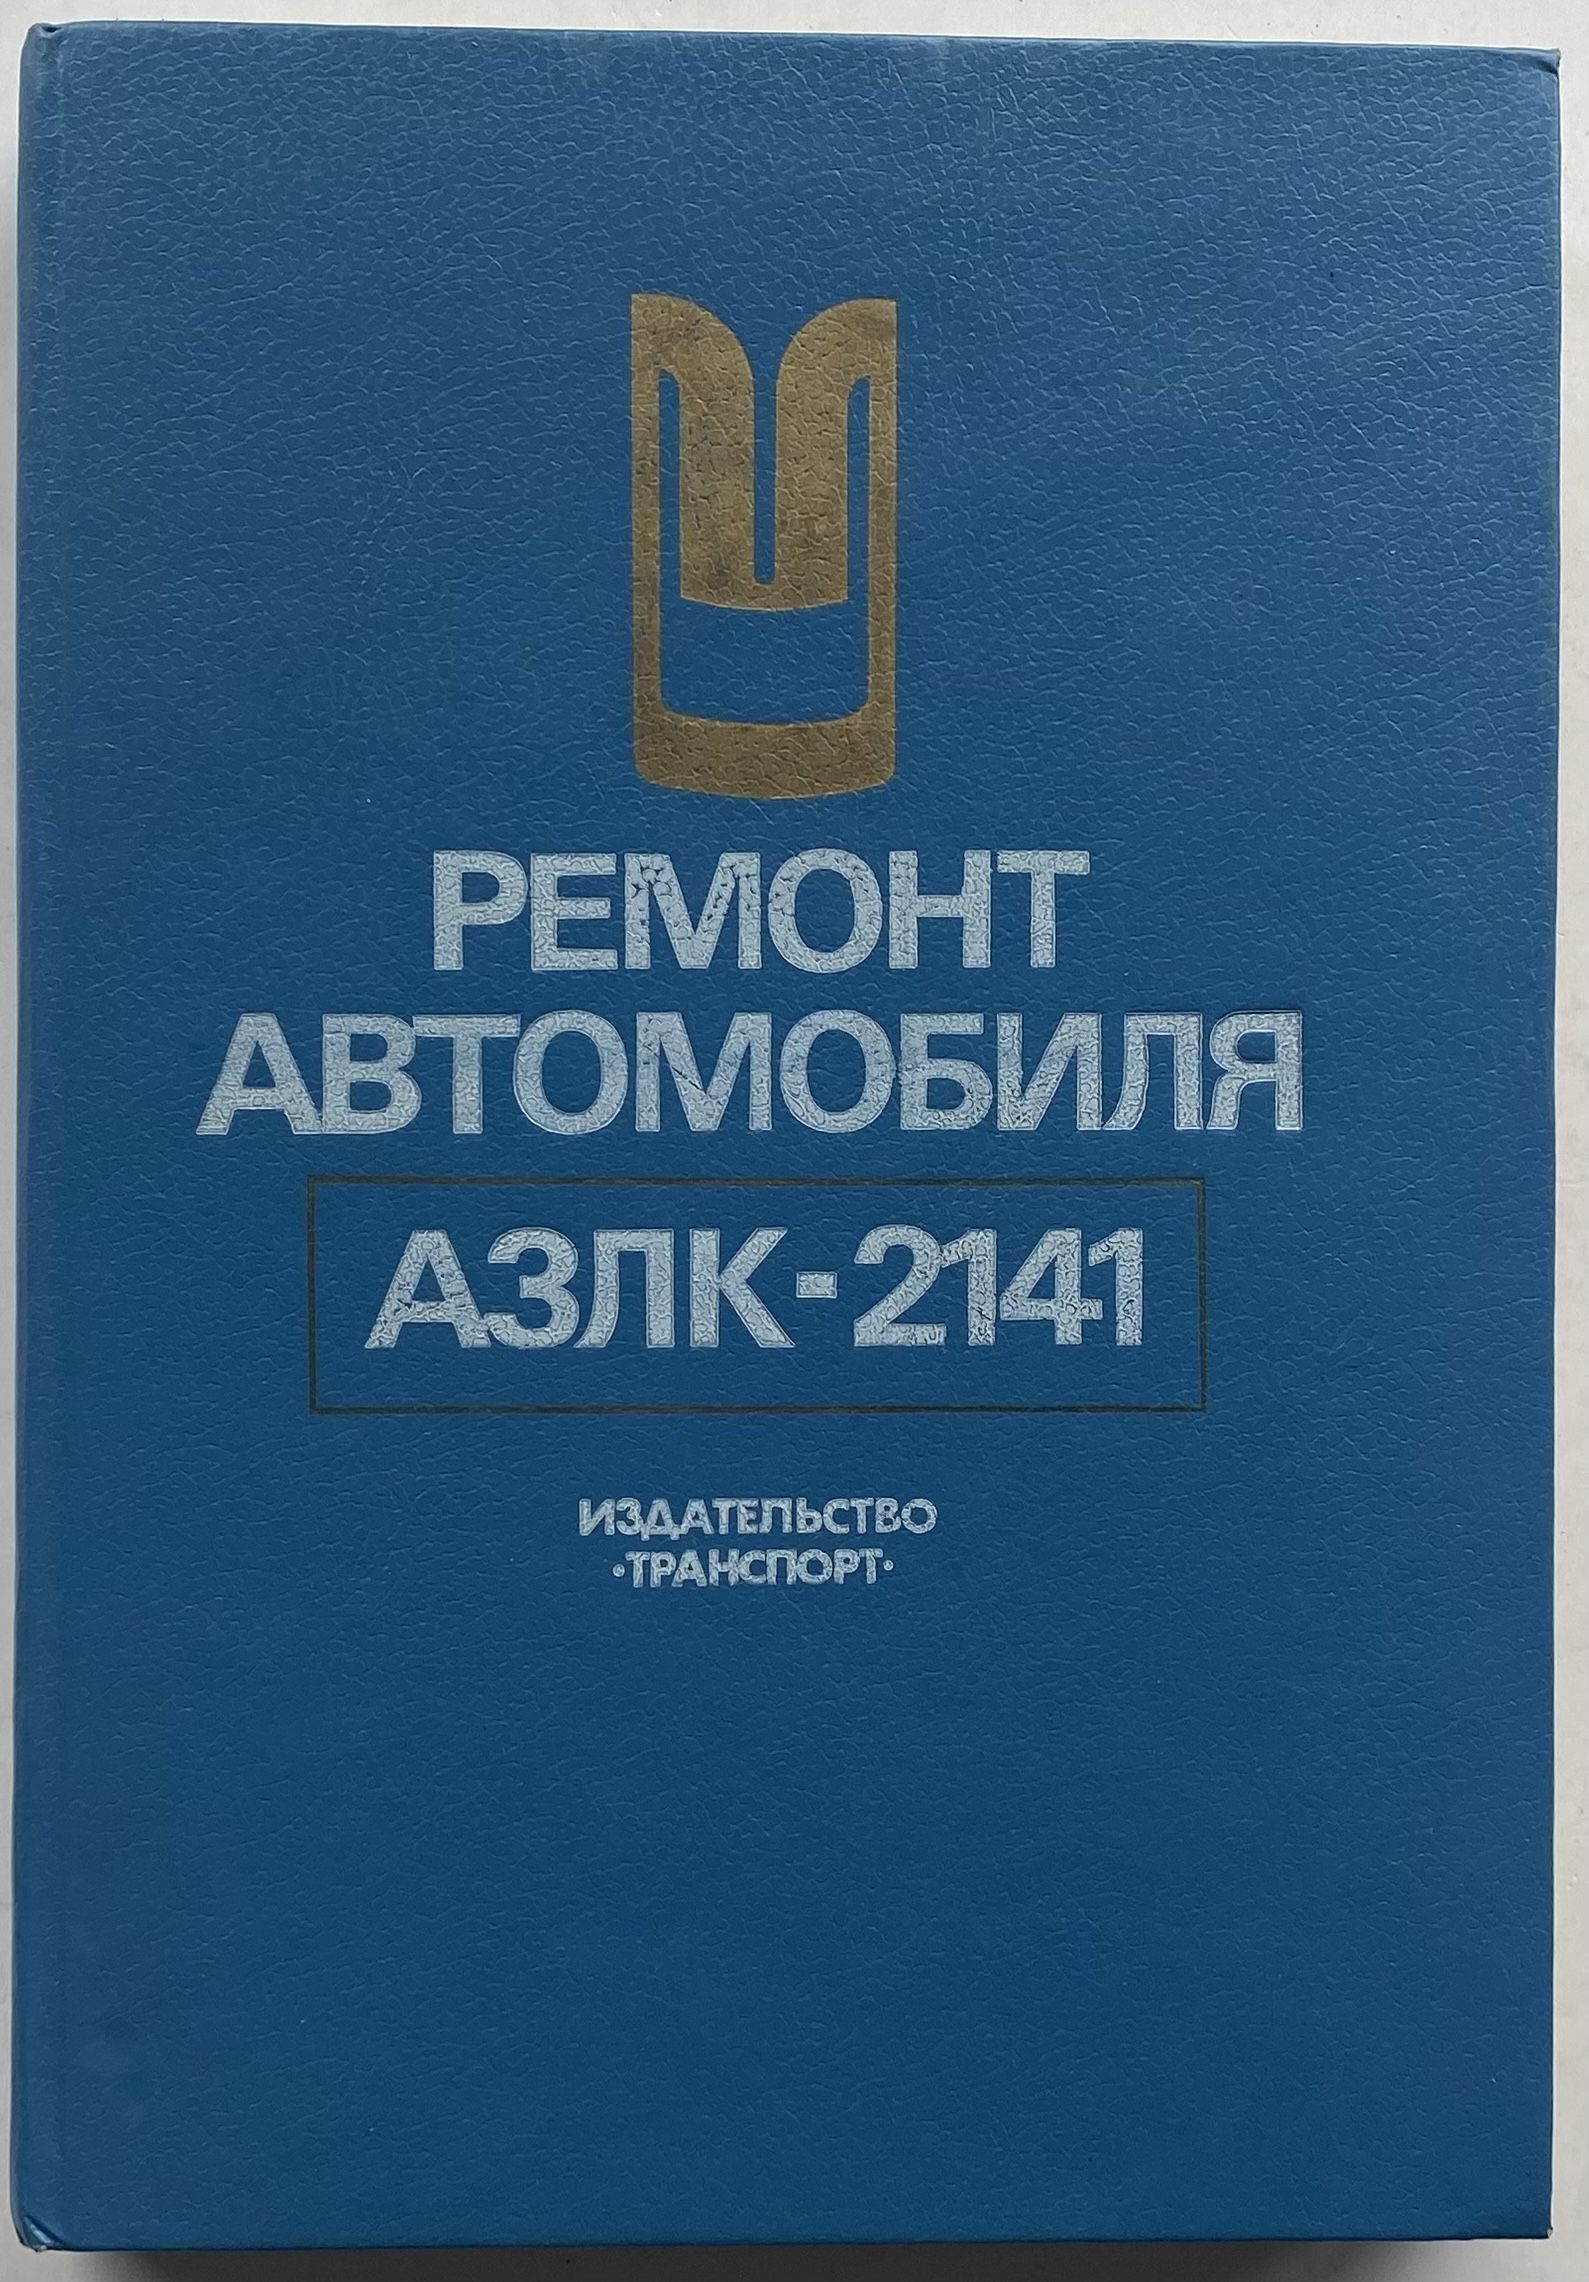 РЕМОНТ
АВТОМОБИЛЯ
АЗЛК-2141
ИЗДАТЕЛЬСТВО
·ТРАНСПОРТ·